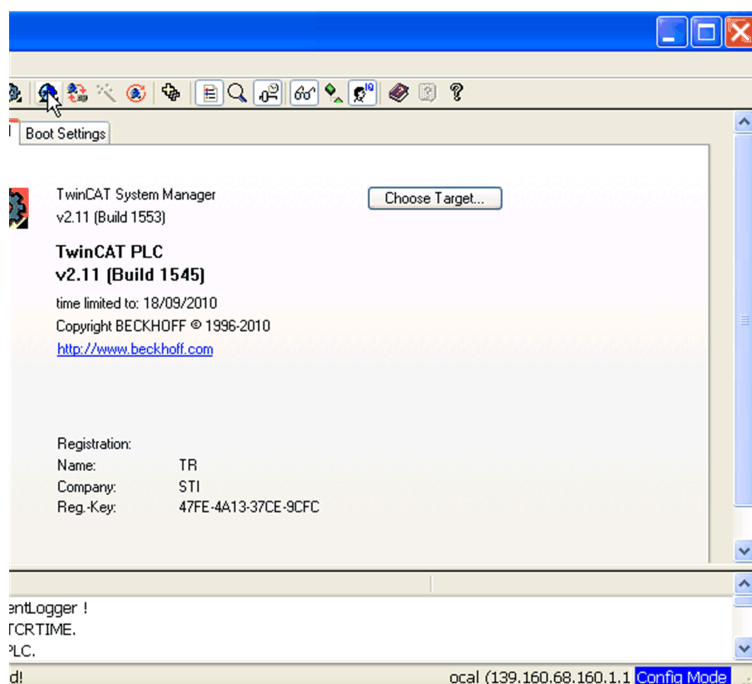 Boot Settings
TwinCAT System Manager
v2.11 (Build 1553)
Choose Target...
TwinCAT PLC
v2.11 (Build 1545)
time limited to: 18/09/2010
Copyright BECKHOFF © 1996-2010
http://www.beckhoff.com
Registration:
Name: TR
Company: STI
Reg.-Key: 47FE-4A13-37CE-9CFC
entLogger !
TCRTIME.
PLC.
d! ocal (139.160.68.160.1.1 Config Mode